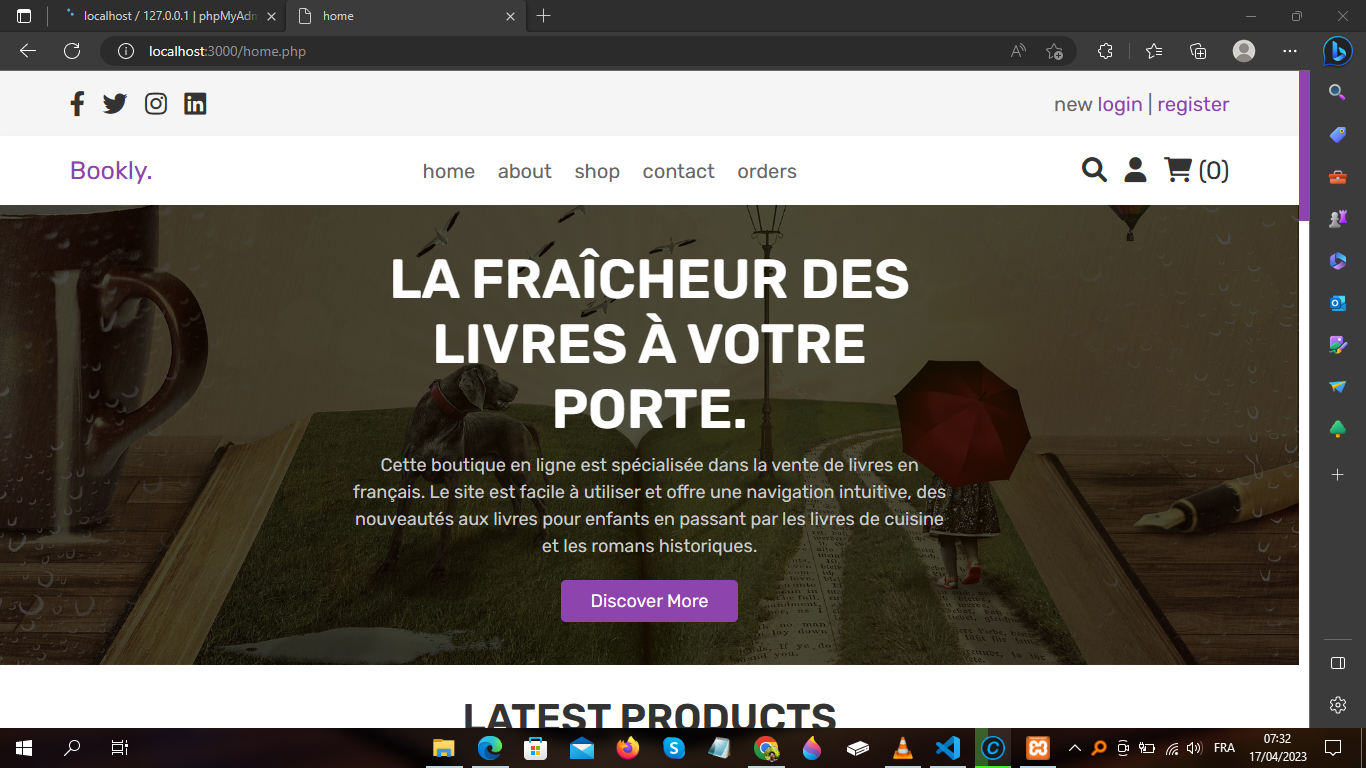 localhost / 127.0.0.1 | phpMyAdm
home
localhost:3000/home.php
new login | register
Bookly.
home about shop contact orders
(0)
LA FRAÎCHEUR DES
LIVRES À VOTRE
PORTE.
Cette boutique en ligne est spécialisée dans la vente de livres en
français. Le site est facile à utiliser et offre une navigation intuitive, des
nouveautés aux livres pour enfants en passant par les livres de cuisine
et les romans historiques.
Discover More
LATEST PRODUCTS
FRA
07:32
17/04/2023